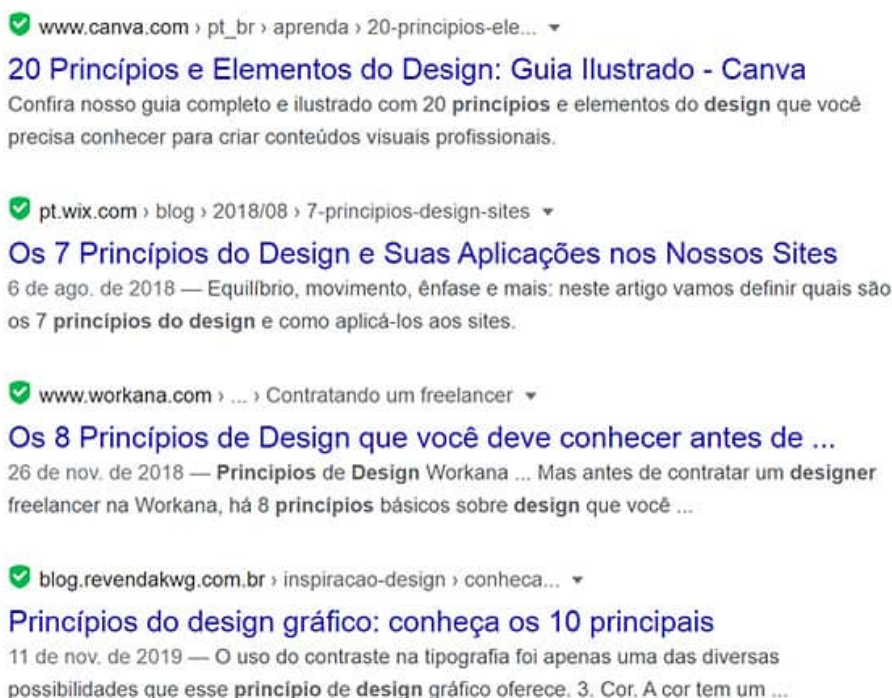 www.canva.com › pt_br › aprenda › 20-principios-ele...
20 Princípios e Elementos do Design: Guia Ilustrado - Canva
Confira nosso guia completo e ilustrado com 20 princípios e elementos do design que você
precisa conhecer para criar conteúdos visuais profissionais.
pt.wix.com › blog › 2018/08 › 7-principios-design-sites
Os 7 Princípios do Design e Suas Aplicações nos Nossos Sites
6 de ago. de 2018 — Equilíbrio, movimento, ênfase e mais: neste artigo vamos definir quais são
os 7 princípios do design e como aplicá-los aos sites.
www.workana.com › ... › Contratando um freelancer
Os 8 Princípios de Design que você deve conhecer antes de ...
26 de nov. de 2018 — Principios de Design Workana ... Mas antes de contratar um designer
freelancer na Workana, há 8 princípios básicos sobre design que você ...
blog.revendakwg.com.br › inspiracao-design › conheca...
Princípios do design gráfico: conheça os 10 principais
11 de nov. de 2019 — O uso do contraste na tipografia foi apenas uma das diversas
possibilidades que esse princípio de design gráfico oferece. 3. Cor. A cor tem um ...